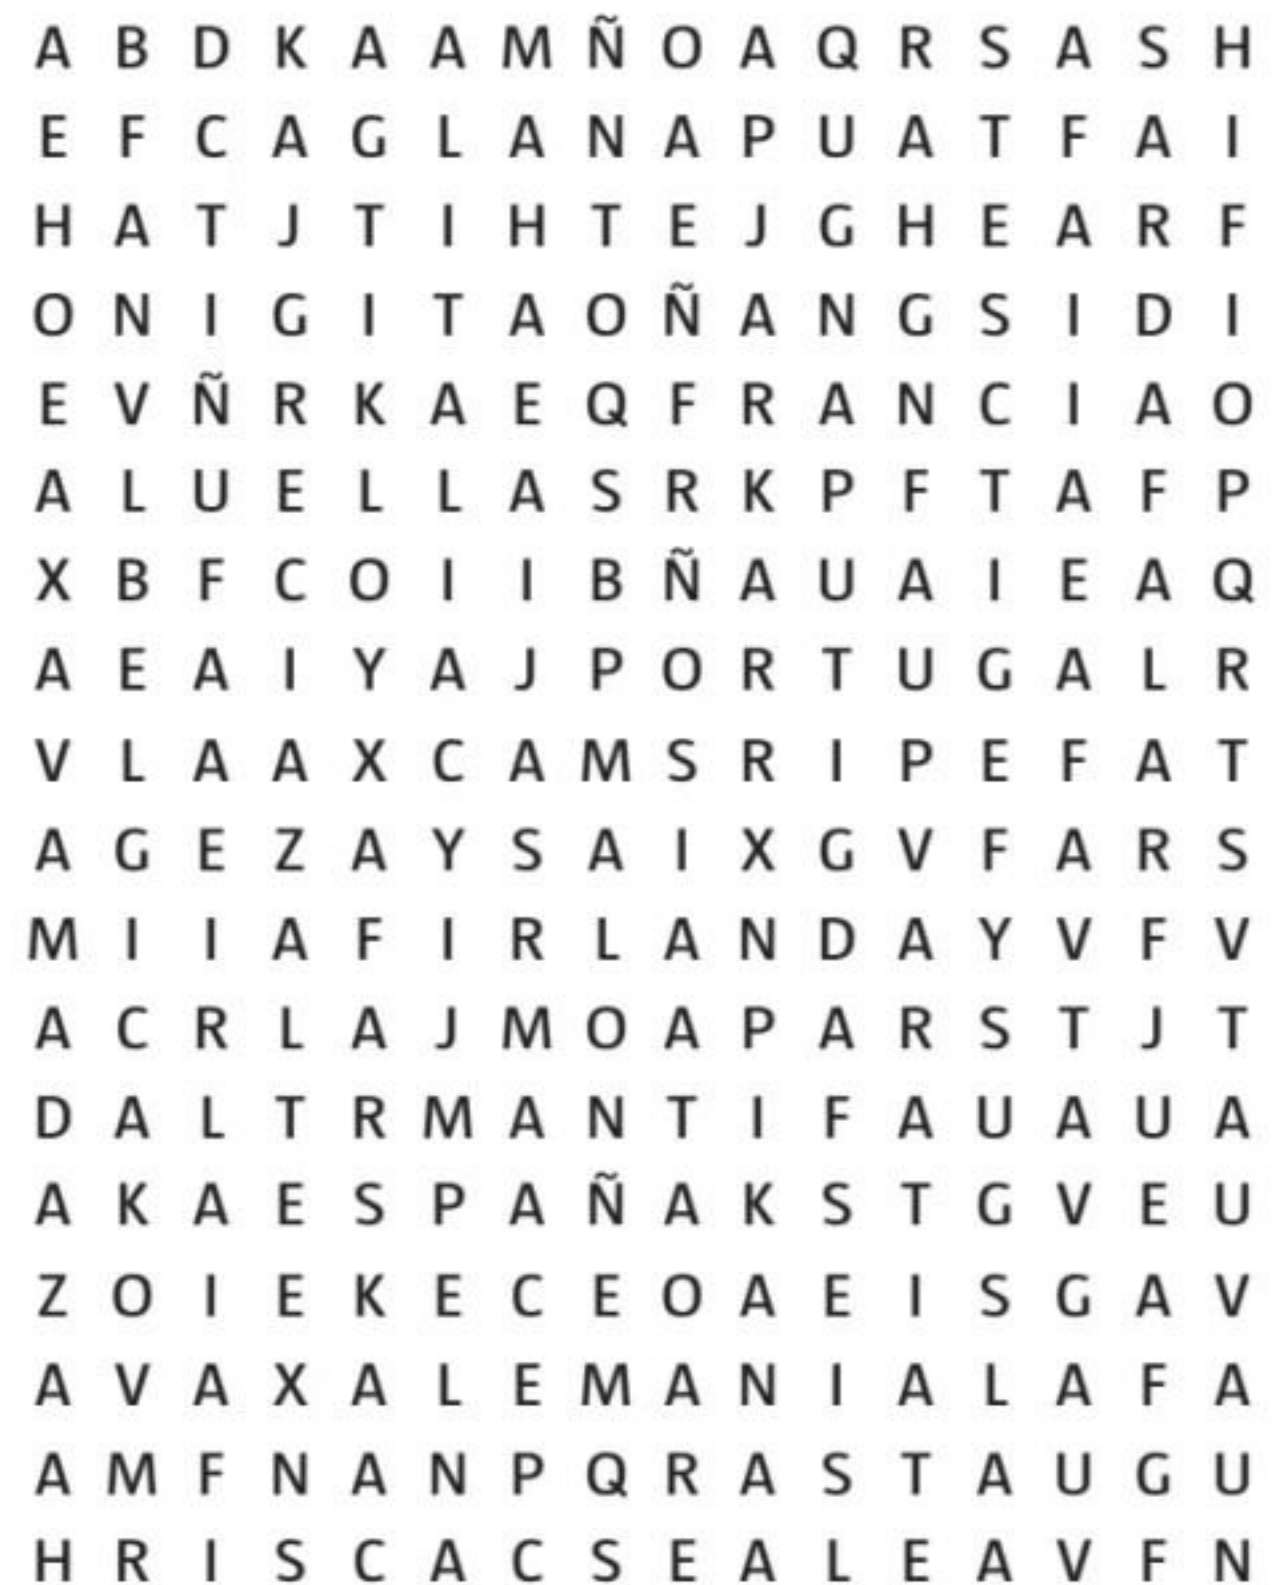 A B D K A A M Ñ O A Q R S A S H
E F C A G L A N A P U A T F A I
H A T J T I H T E J G H E A R F
O N I G I T A O Ñ A N G S I D I
E V Ñ R K A E Q F R A N C I A O
A L U E L L A S R K P F T A F P
X B F C O I I B Ñ A U A I E A Q
A E A I Y A J P O R T U G A L R
V L A A X C A M S R I P E F A T
A G E Z A Y S A I X G V F A R S
M I I A F I R L A N D A Y V F V
A C R L A J M O A P A R S T J T
D A L T R M A N T I F A U A U A
A K A E S P A Ñ A K S T G V E U
Z O I E K E C E O A E I S G A V
A V A X A L E M A N I A L A F A
A M F N A N P Q R A S T A U G U
H R I S C A C S E A L E A V F N